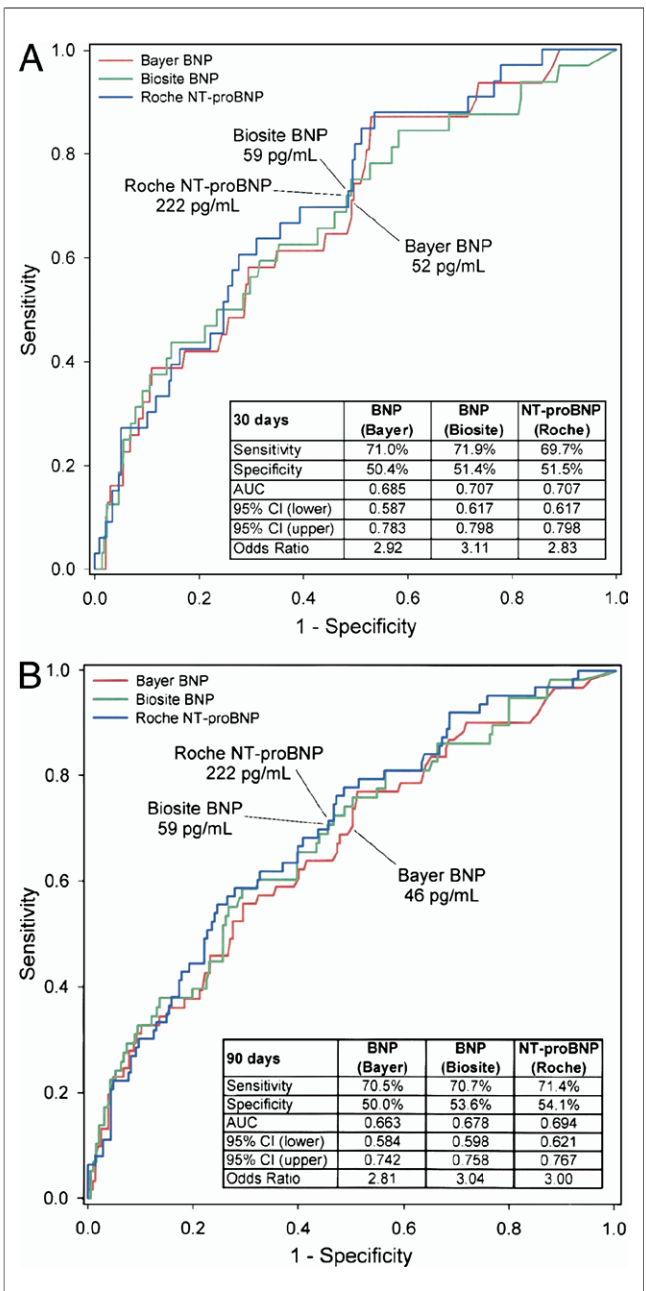 A
1.0
Bayer BNP
Biosite BNP
Roche NT-proBNP
0.8
Biosite BNP
59 pg/mL
Roche NT-proBNP
222 pg/mL
0.6
Bayer BNP
52 pg/mL
Sensitivity
0.4
30 days BNP (Bayer) BNP (Biosite) NT-proBNP (Roche)
Sensitivity 71.0% 71.9% 69.7%
Specificity 50.4% 51.4% 51.5%
AUC 0.685 0.707 0.707
95% CI (lower) 0.587 0.617 0.617
95% CI (upper) 0.783 0.798 0.798
Odds Ratio 2.92 3.11 2.83
0.2
0.0
0.0 0.2 0.4 0.6 0.8 1.0
1 - Specificity
B
1.0
Bayer BNP
Biosite BNP
Roche NT-proBNP
0.8
Roche NT-proBNP
222 pg/mL
Biosite BNP
59 pg/mL
0.6
Bayer BNP
46 pg/mL
Sensitivity
0.4
90 days BNP (Bayer) BNP (Biosite) NT-proBNP (Roche)
Sensitivity 70.5% 70.7% 71.4%
Specificity 50.0% 53.6% 54.1%
AUC 0.663 0.678 0.694
95% CI (lower) 0.584 0.598 0.621
95% CI (upper) 0.742 0.758 0.767
Odds Ratio 2.81 3.04 3.00
0.2
0.0
0.0 0.2 0.4 0.6 0.8 1.0
1 - Specificity